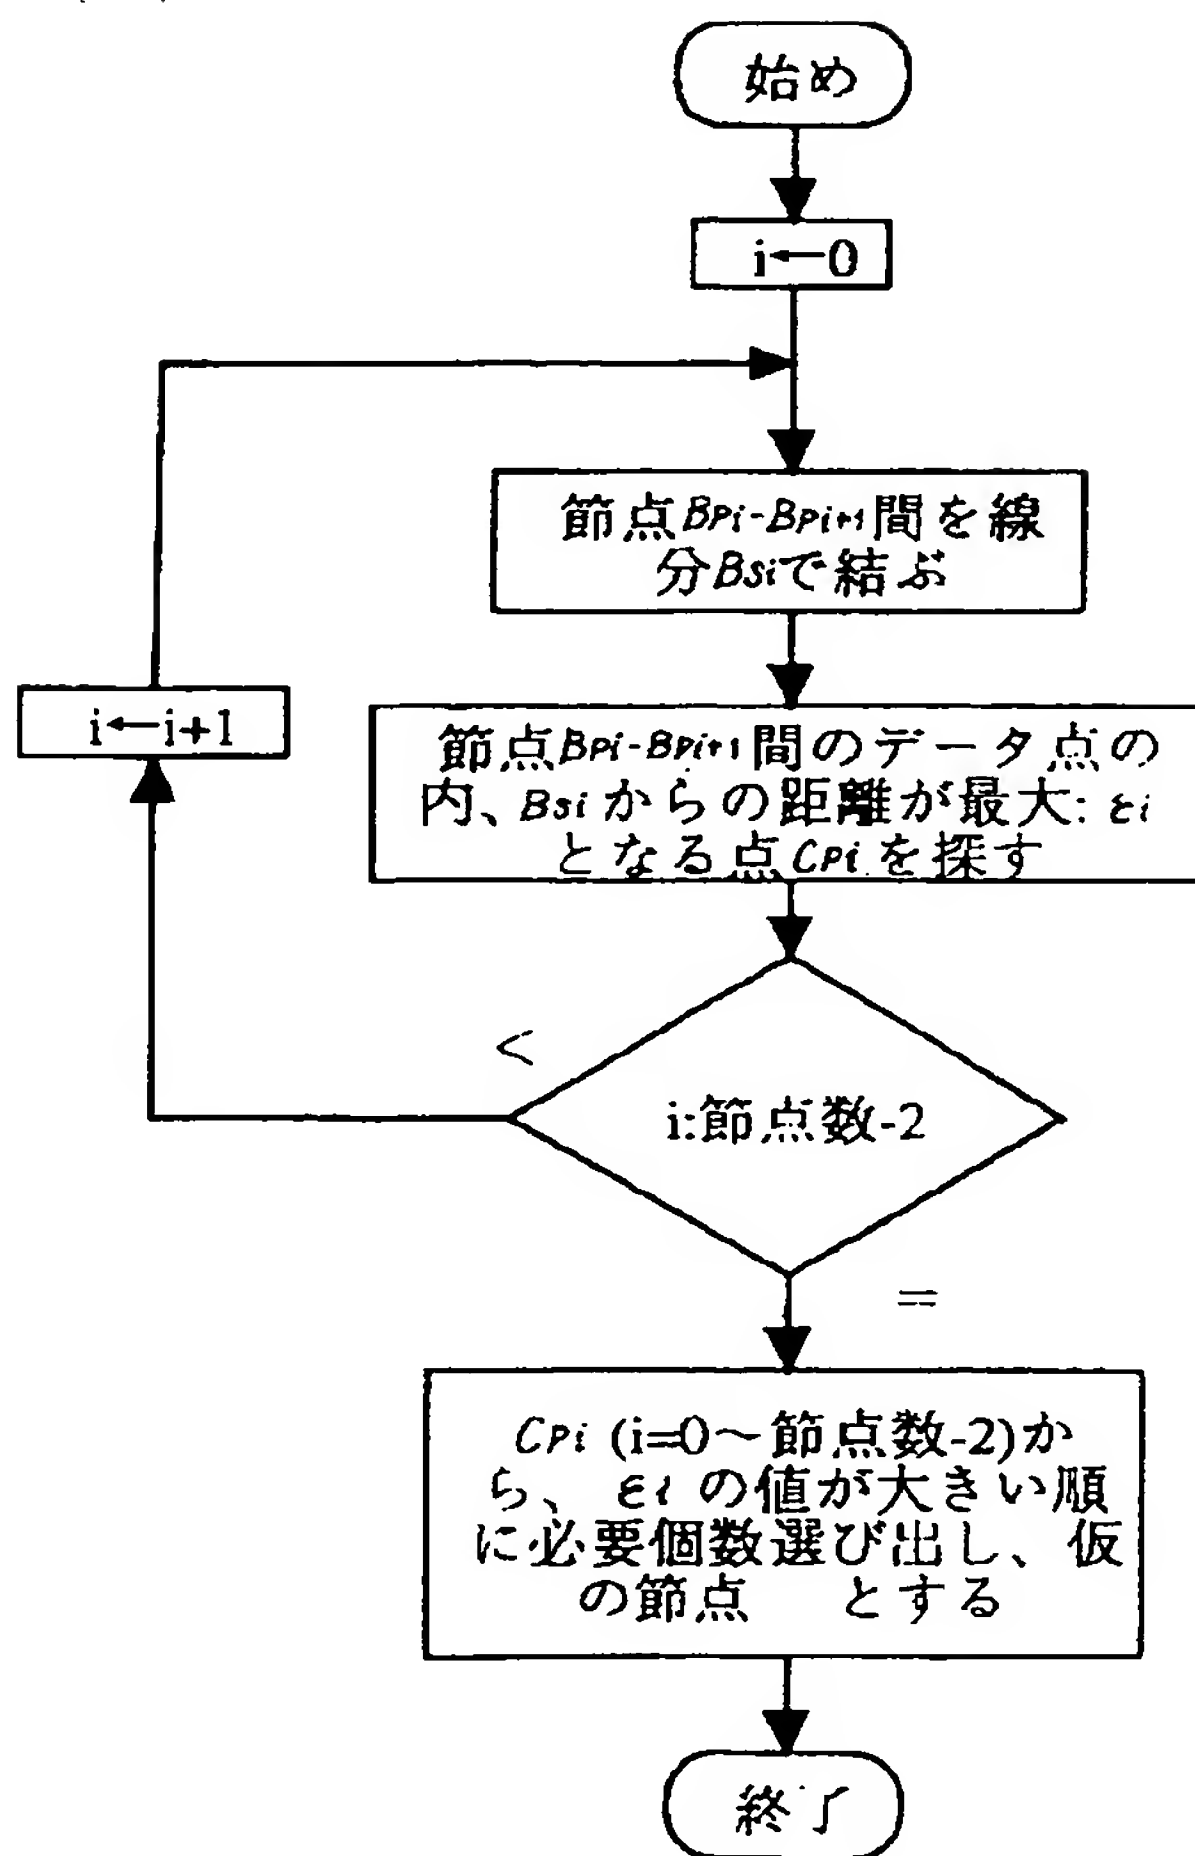 始め
i←0
節点BPi-BPi+1間を線
分Bsiで結ぶ
i←i+1
節点BPi-BPi+1間のデータ点の
内、Bsiからの距離が最大: εi
となる点CPiを探す
<
i:節点数-2
=
CPi (i=0～節点数-2)か
ら、εiの値が大きい順
に必要個数選び出し、仮
の節点 とする
終了